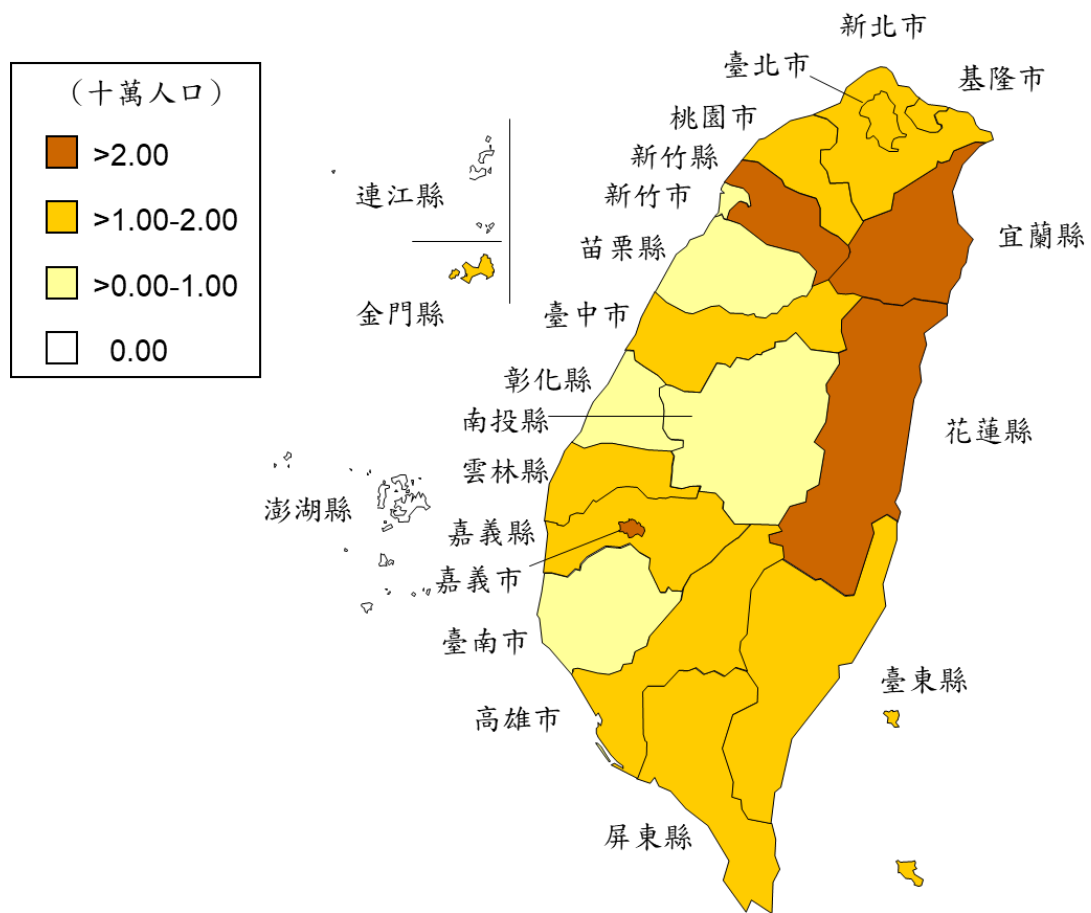 （十萬人口）
>2.00
>1.00-2.00
>0.00-1.00
0.00
新北市
臺北市
基隆市
桃園市
新竹縣
新竹市
連江縣
苗栗縣
宜蘭縣
金門縣
臺中市
彰化縣
南投縣
花蓮縣
雲林縣
澎湖縣
嘉義縣
嘉義市
臺南市
臺東縣
高雄市
屏東縣